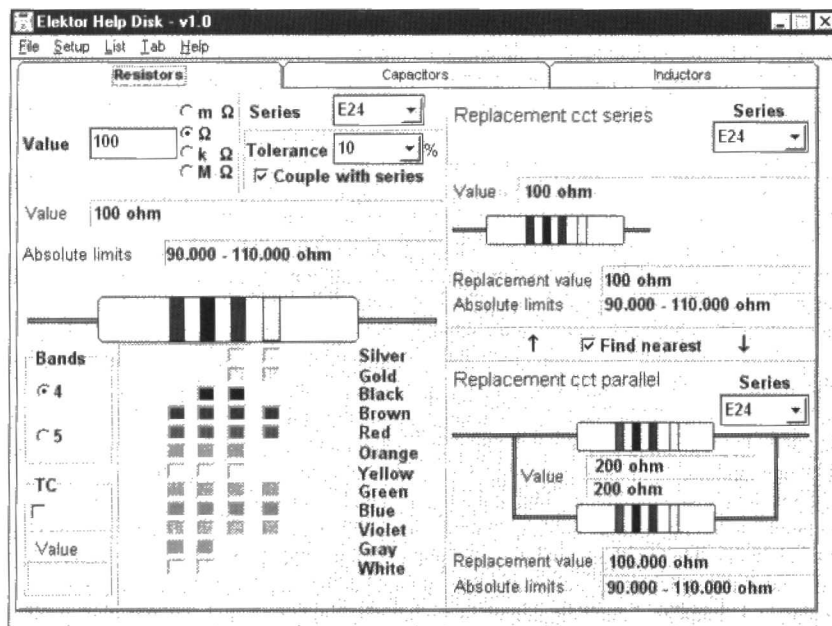 Elektor Help Disk - v1.0
File Setup List Tab Help
Resistors Capacitors Inductors
Value 100
m Ω
Ω
k Ω
M Ω
Series E24
Tolerance 10 %
Couple with series
Value 100 ohm
Absolute limits 90.000 - 110.000 ohm
Bands
4
5
TC
Value
Silver
Gold
Black
Brown
Red
Orange
Yellow
Green
Blue
Violet
Gray
White
Replacement cct series
Series
E24
Value 100 ohm
Replacement value 100 ohm
Absolute limits 90.000 - 110.000 ohm
↑ Find nearest ↓
Replacement cct parallel
Series
E24
Value
200 ohm
200 ohm
Replacement value 100.000 ohm
Absolute limits 90.000 - 110.000 ohm